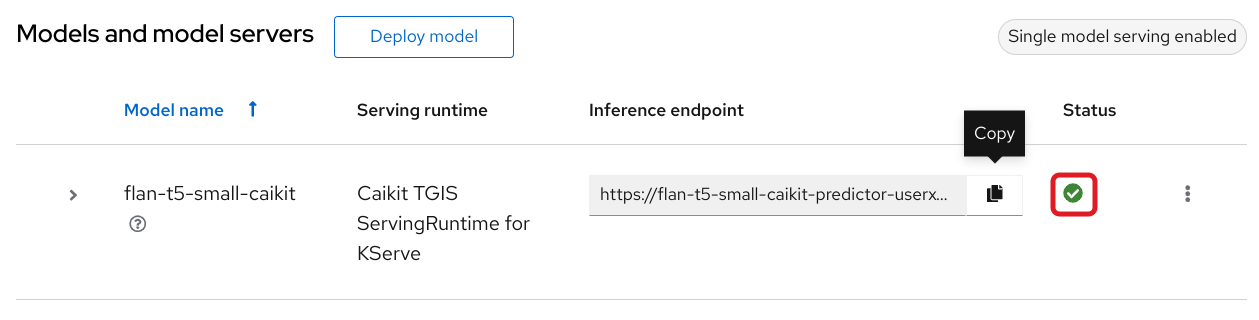 Models and model servers
Deploy model
Single model serving enabled
Model name
Serving runtime
Inference endpoint
Copy
Status
flan-t5-small-caikit
Caikit TGIS
ServingRuntime for
KServe
https://flan-t5-small-caikit-predictor-userx...